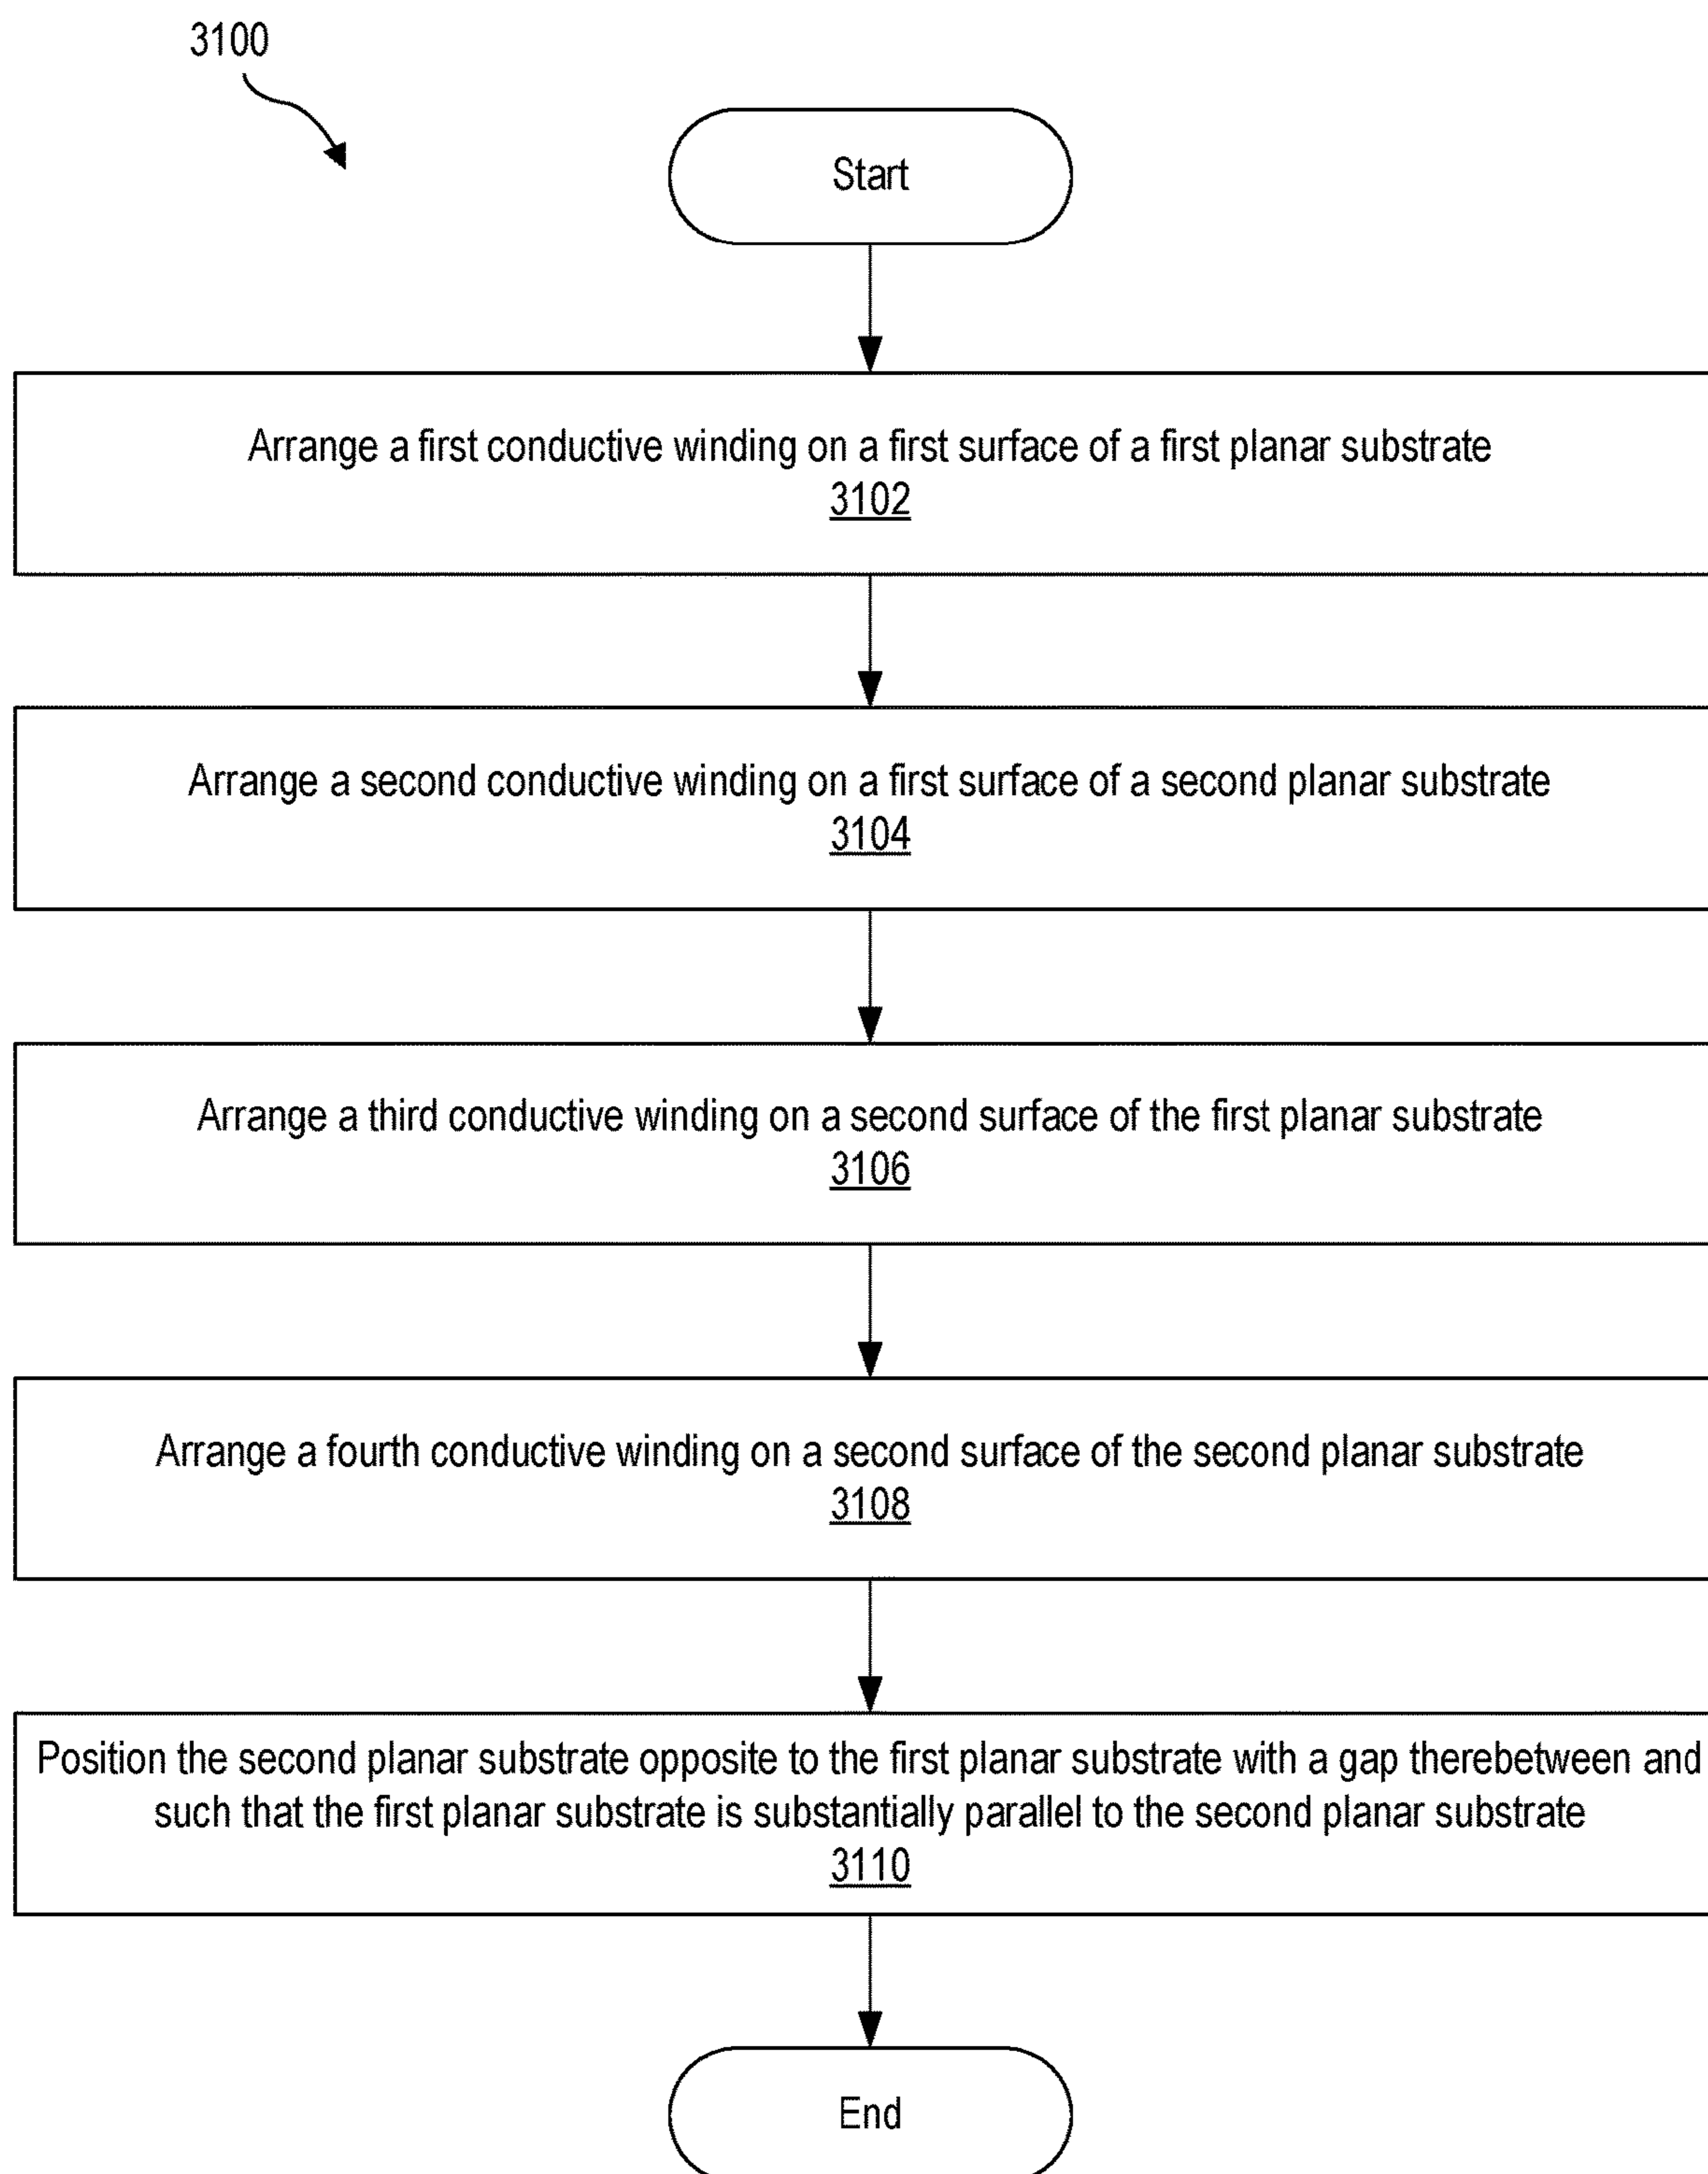 3100
Start
Arrange a first conductive winding on a first surface of a first planar substrate
3102
Arrange a second conductive winding on a first surface of a second planar substrate
3104
Arrange a third conductive winding on a second surface of the first planar substrate
3106
Arrange a fourth conductive winding on a second surface of the second planar substrate
3108
Position the second planar substrate opposite to the first planar substrate with a gap therebetween and
such that the first planar substrate is substantially parallel to the second planar substrate
3110
End